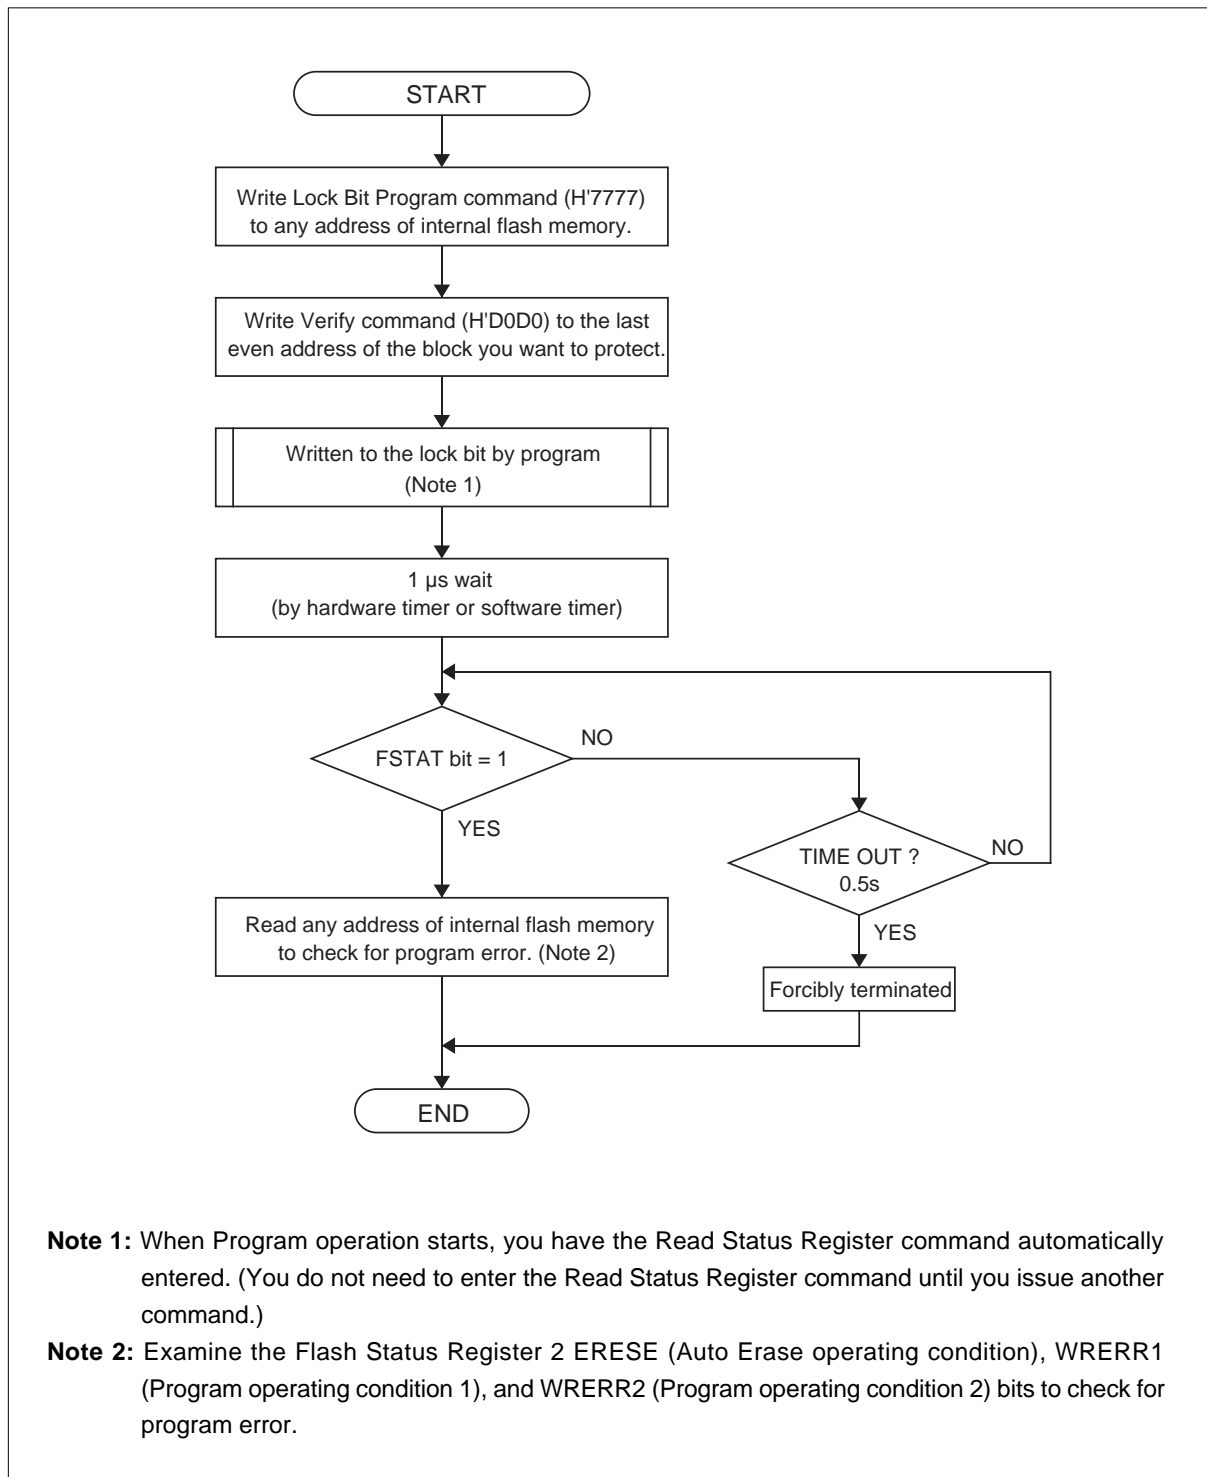 START
Write Lock Bit Program command (H'7777)
to any address of internal flash memory.
Write Verify command (H'D0D0) to the last
even address of the block you want to protect.
Written to the lock bit by program
(Note 1)
1 µs wait
(by hardware timer or software timer)
FSTAT bit = 1
NO
YES
TIME OUT ?
0.5s
NO
YES
Read any address of internal flash memory
to check for program error. (Note 2)
Forcibly terminated
END
Note 1: When Program operation starts, you have the Read Status Register command automatically
entered. (You do not need to enter the Read Status Register command until you issue another
command.)
Note 2: Examine the Flash Status Register 2 ERESE (Auto Erase operating condition), WRERR1
(Program operating condition 1), and WRERR2 (Program operating condition 2) bits to check for
program error.